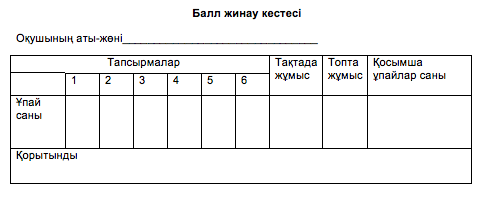 Балл жинау кестесі
Оқушының аты-жөні_______________________________
Тапсырмалар
Тақтада жұмыс
Топта жұмыс
Қосымша ұпайлар саны
1 2 3 4 5 6
Ұпай саны
Қорытынды